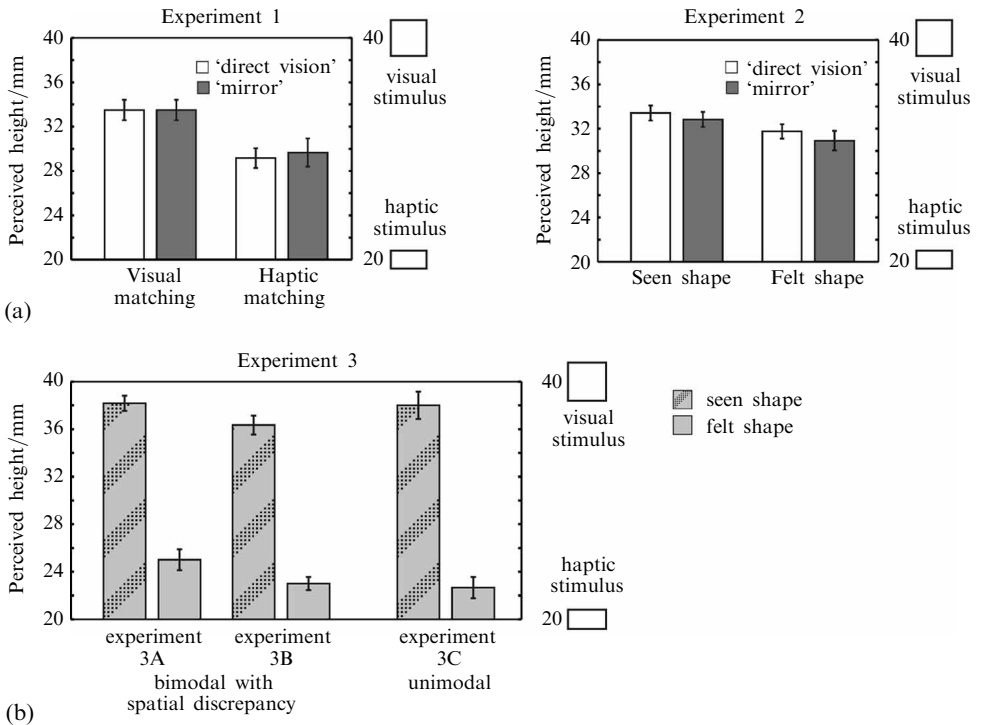 (a)
Experiment 1
Perceived height/mm
40
36
32
28
24
20
'direct vision'
'mirror'
Visual matching
Haptic matching
40
visual
stimulus
haptic
stimulus
20
Experiment 2
Perceived height/mm
40
36
32
28
24
20
'direct vision'
'mirror'
Seen shape
Felt shape
40
visual
stimulus
haptic
stimulus
20
(b)
Experiment 3
Perceived height/mm
40
36
32
28
24
20
experiment
3A
experiment
3B
bimodal with
spatial discrepancy
experiment
3C
unimodal
40
visual
stimulus
haptic
stimulus
20
seen shape
felt shape